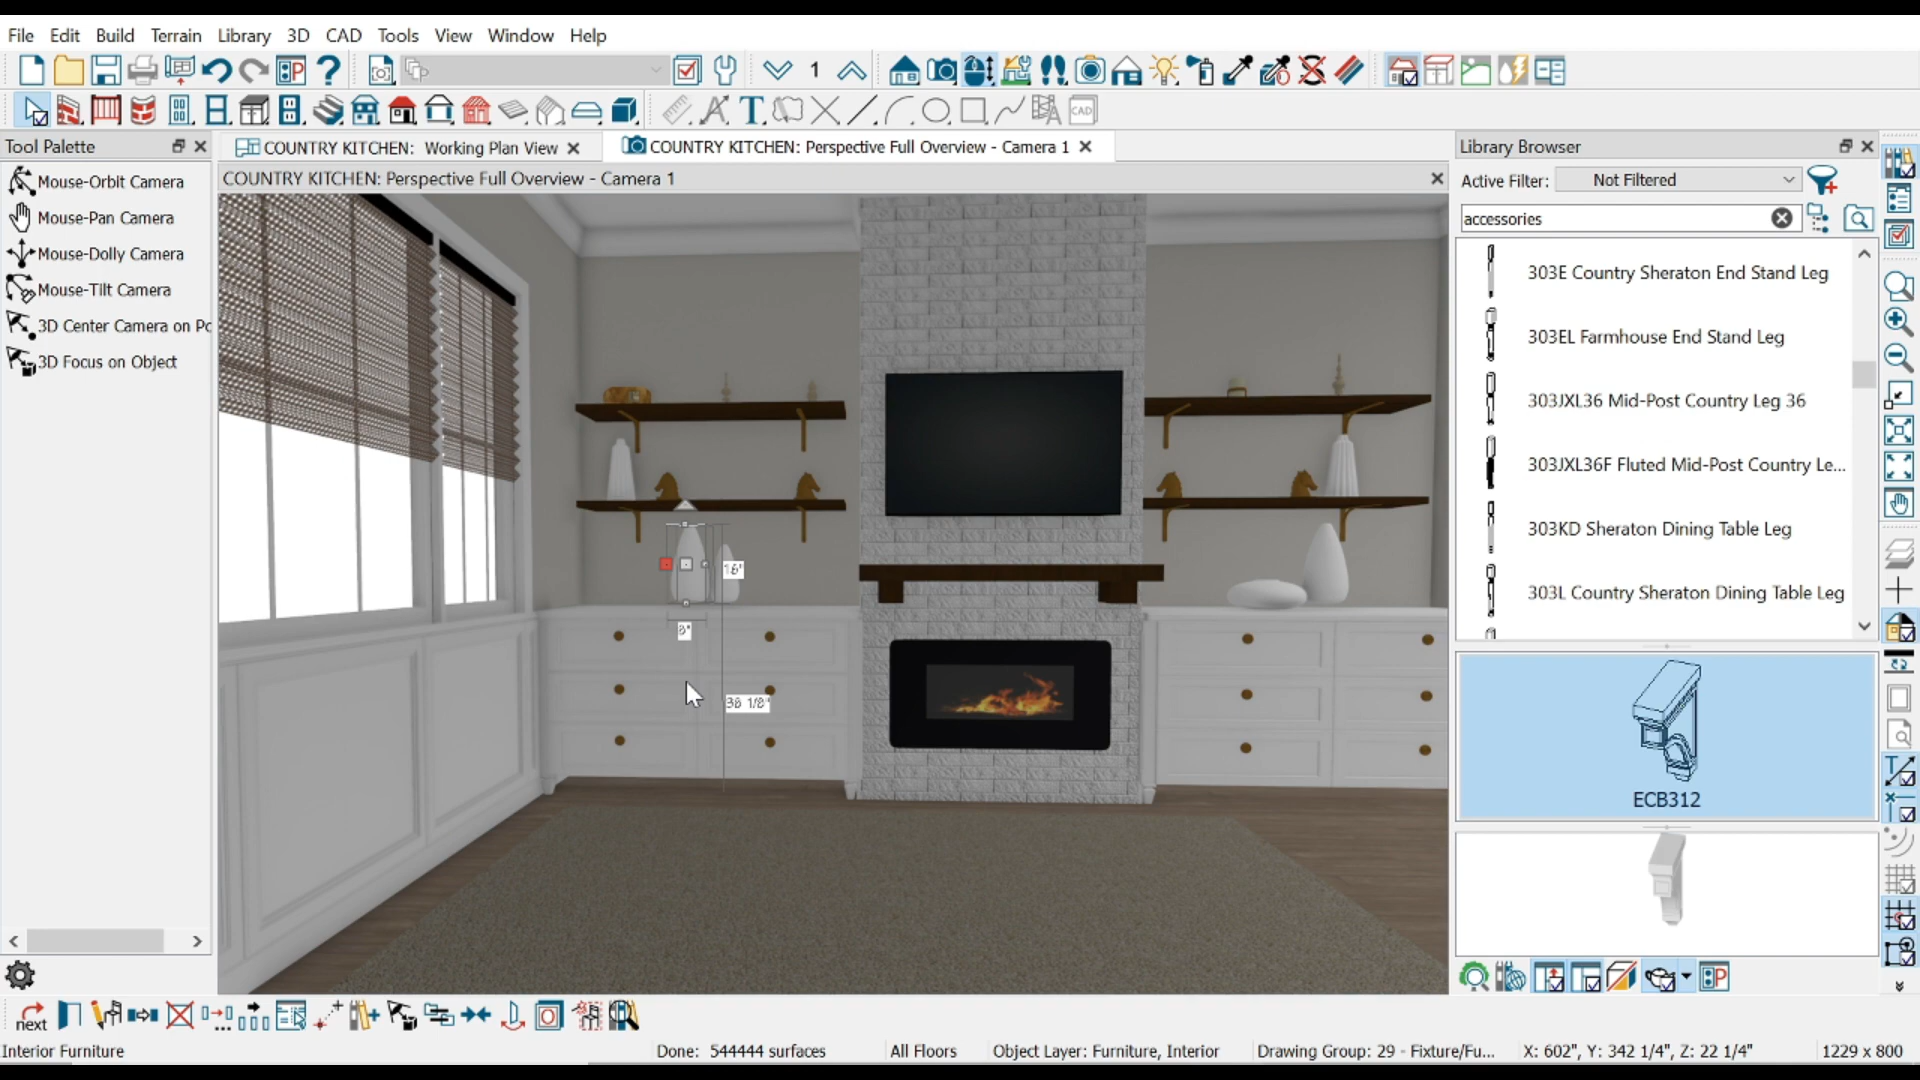 File Edit Build Terrain Library 3D CAD Tools View Window Help
1
CAD
Tool Palette
COUNTRY KITCHEN: Working Plan View
COUNTRY KITCHEN: Perspective Full Overview - Camera 1
Library Browser
COUNTRY KITCHEN: Perspective Full Overview - Camera 1
Active Filter: Not Filtered
accessories
Mouse-Orbit Camera
Mouse-Pan Camera
Mouse-Dolly Camera
Mouse-Tilt Camera
3D Center Camera on Po
3D Focus on Object
303E Country Sheraton End Stand Leg
303EL Farmhouse End Stand Leg
303JXL36 Mid-Post Country Leg 36
303JXL36F Fluted Mid-Post Country Le...
303KD Sheraton Dining Table Leg
303L Country Sheraton Dining Table Leg
38 1/8"
ECB312
next
Interior Furniture
Done: 544444 surfaces
All Floors
Object Layer: Furniture, Interior
Drawing Group: 29 - Fixture/Fu...
X: 602", Y: 342 1/4", Z: 22 1/4"
1229 x 800